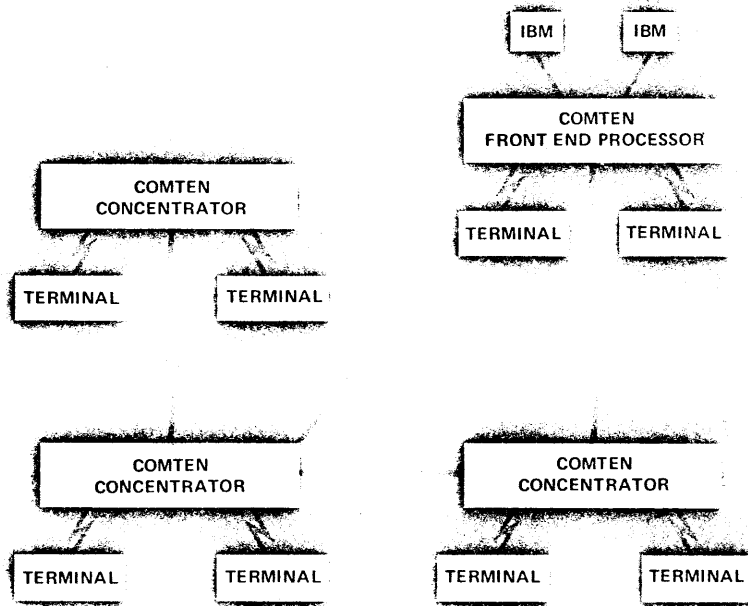 IBM
IBM
COMTEN
FRONT END PROCESSOR
TERMINAL
TERMINAL
COMTEN
CONCENTRATOR
TERMINAL
TERMINAL
COMTEN
CONCENTRATOR
TERMINAL
TERMINAL
COMTEN
CONCENTRATOR
TERMINAL
TERMINAL